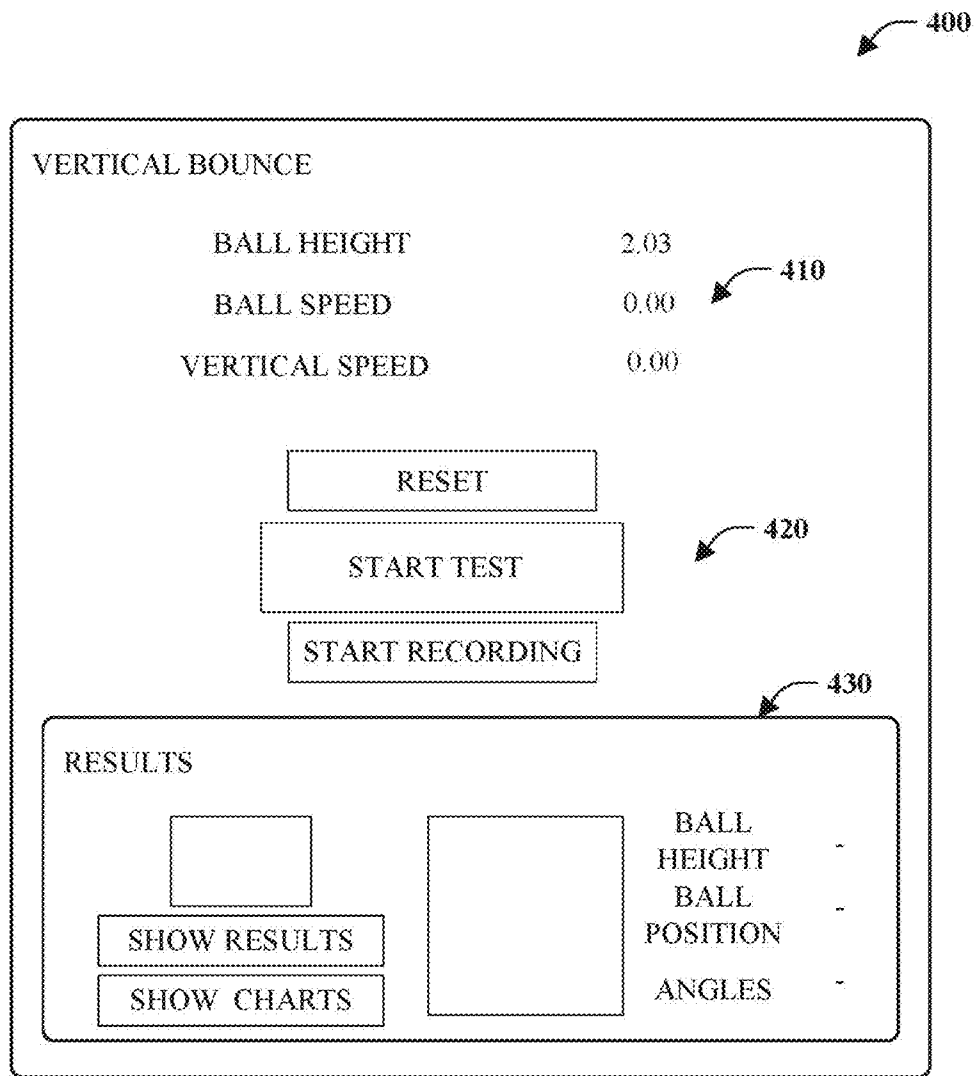 400
VERTICAL BOUNCE
BALL HEIGHT 2.03
410
BALL SPEED 0.00
VERTICAL SPEED 0.00
RESET
420
START TEST
START RECORDING
430
RESULTS
BALL
HEIGHT -
BALL
POSITION -
SHOW RESULTS
ANGLES -
SHOW CHARTS